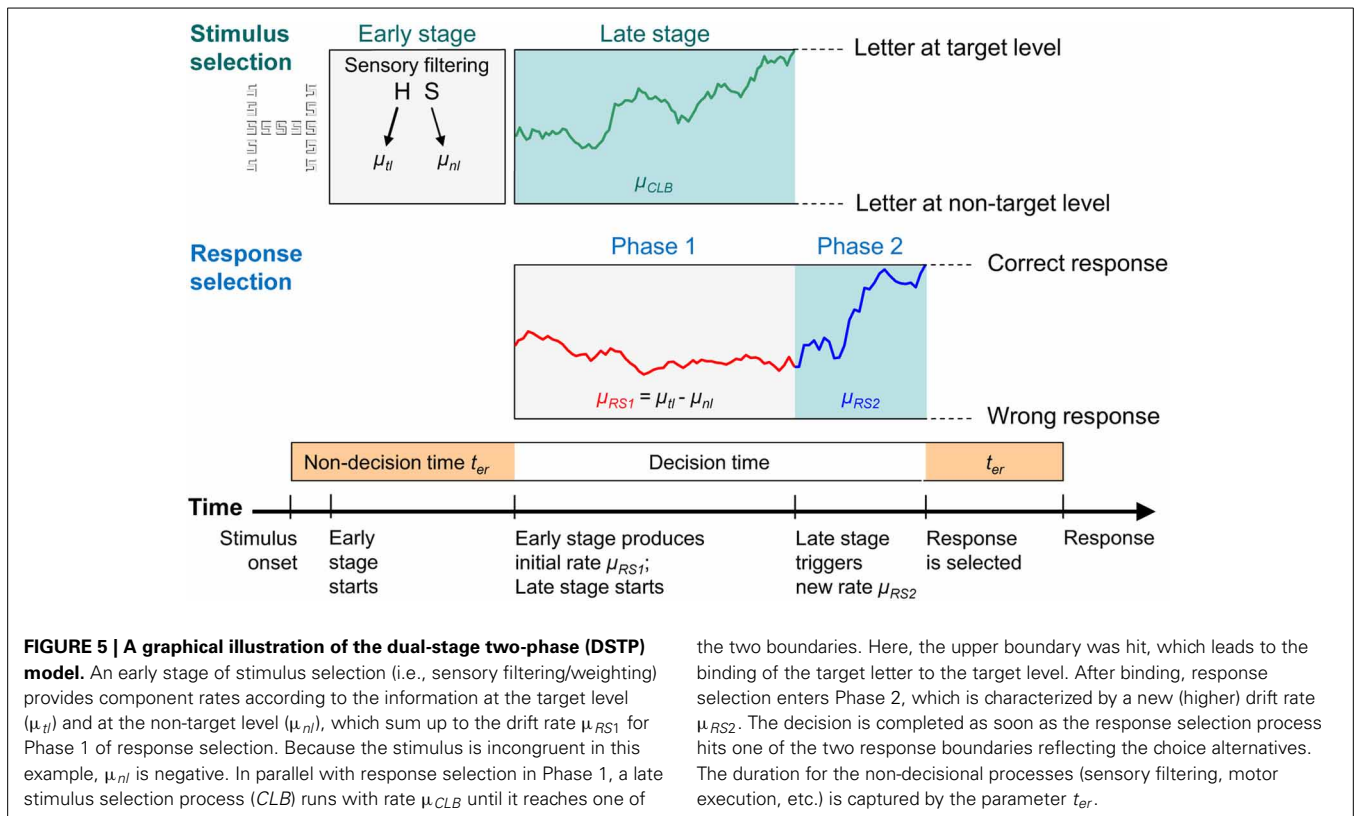 Stimulus
selection
Early stage
Late stage
Sensory filtering
H S
μtl μnl
μCLB
Letter at target level
Letter at non-target level
Response
selection
Phase 1
Phase 2
μRS1 = μtl - μnl
μRS2
Correct response
Wrong response
Non-decision time ter
Decision time
ter
Time
Stimulus
onset
Early
stage
starts
Early stage produces
initial rate μRS1;
Late stage starts
Late stage
triggers
new rate μRS2
Response
is selected
Response
FIGURE 5 | A graphical illustration of the dual-stage two-phase (DSTP)
model. An early stage of stimulus selection (i.e., sensory filtering/weighting)
provides component rates according to the information at the target level
(μtl) and at the non-target level (μnl), which sum up to the drift rate μRS1 for
Phase 1 of response selection. Because the stimulus is incongruent in this
example, μnl is negative. In parallel with response selection in Phase 1, a late
stimulus selection process (CLB) runs with rate μCLB until it reaches one of
the two boundaries. Here, the upper boundary was hit, which leads to the
binding of the target letter to the target level. After binding, response
selection enters Phase 2, which is characterized by a new (higher) drift rate
μRS2. The decision is completed as soon as the response selection process
hits one of the two response boundaries reflecting the choice alternatives.
The duration for the non-decisional processes (sensory filtering, motor
execution, etc.) is captured by the parameter ter.